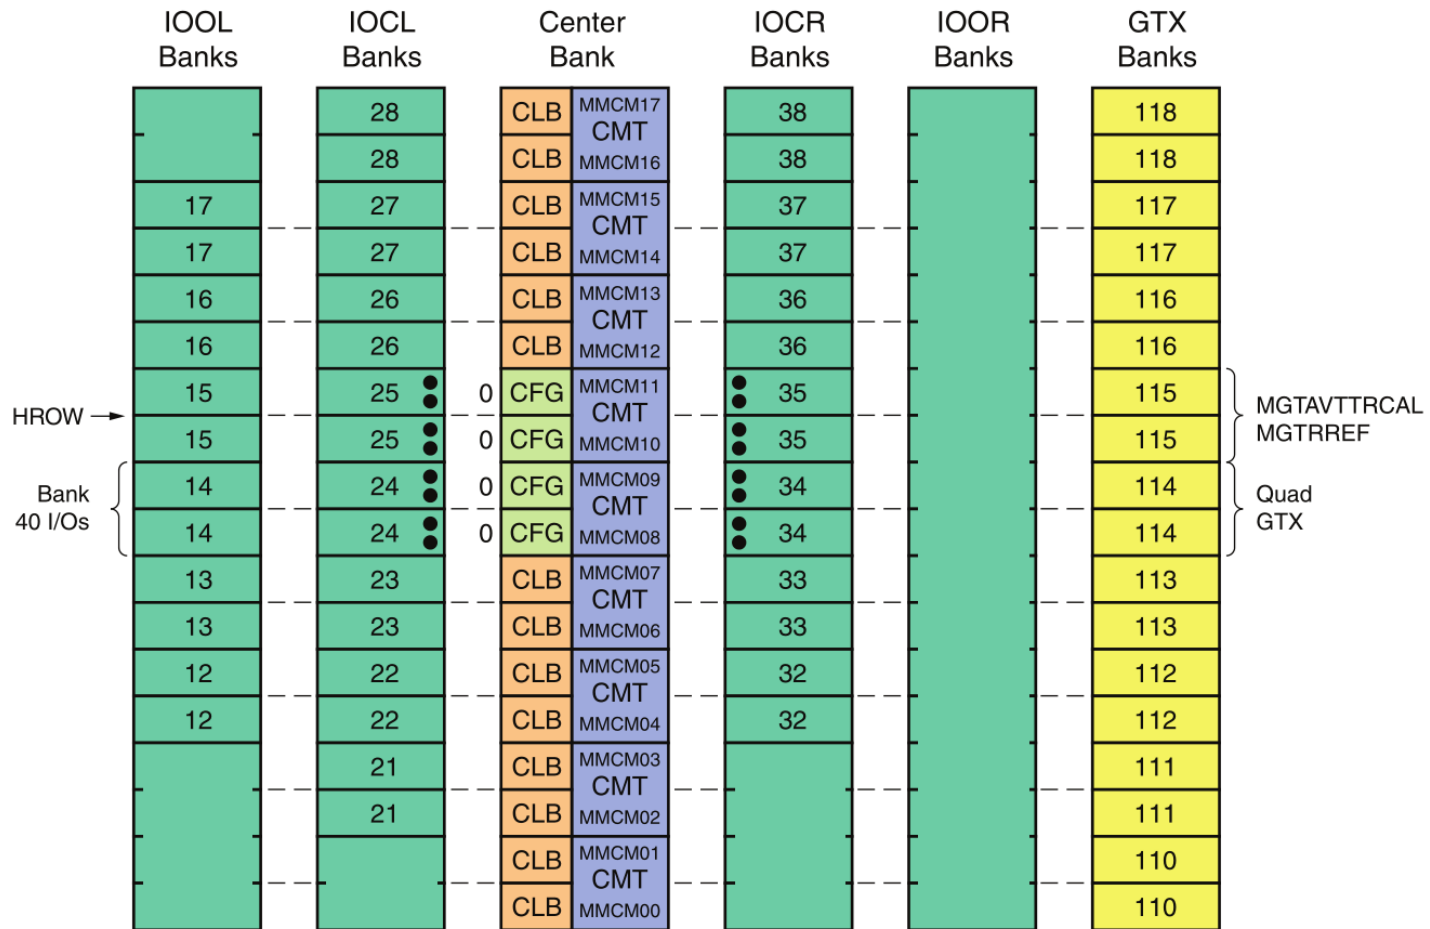 IOOL Banks
IOCL Banks
Center Bank
IOCR Banks
IOOR Banks
GTX Banks
28 CLB MMCM17 38 118
CMT
28 CLB MMCM16 38 118
17 27 CLB MMCM15 37 117
CMT
17 27 CLB MMCM14 37 117
16 26 CLB MMCM13 36 116
CMT
16 26 CLB MMCM12 36 116
15 25 0 CFG MMCM11 35 115
HROW CMT MGTAVTTRCAL
MGTRREF
15 25 0 CFG MMCM10 35 115
14 24 0 CFG MMCM09 34 114
Bank 40 I/Os CMT Quad GTX
14 24 0 CFG MMCM08 34 114
13 23 CLB MMCM07 33 113
CMT
13 23 CLB MMCM06 33 113
12 22 CLB MMCM05 32 112
CMT
12 22 CLB MMCM04 32 112
21 CLB MMCM03 111
CMT
21 CLB MMCM02 111
CLB MMCM01 110
CMT
CLB MMCM00 110